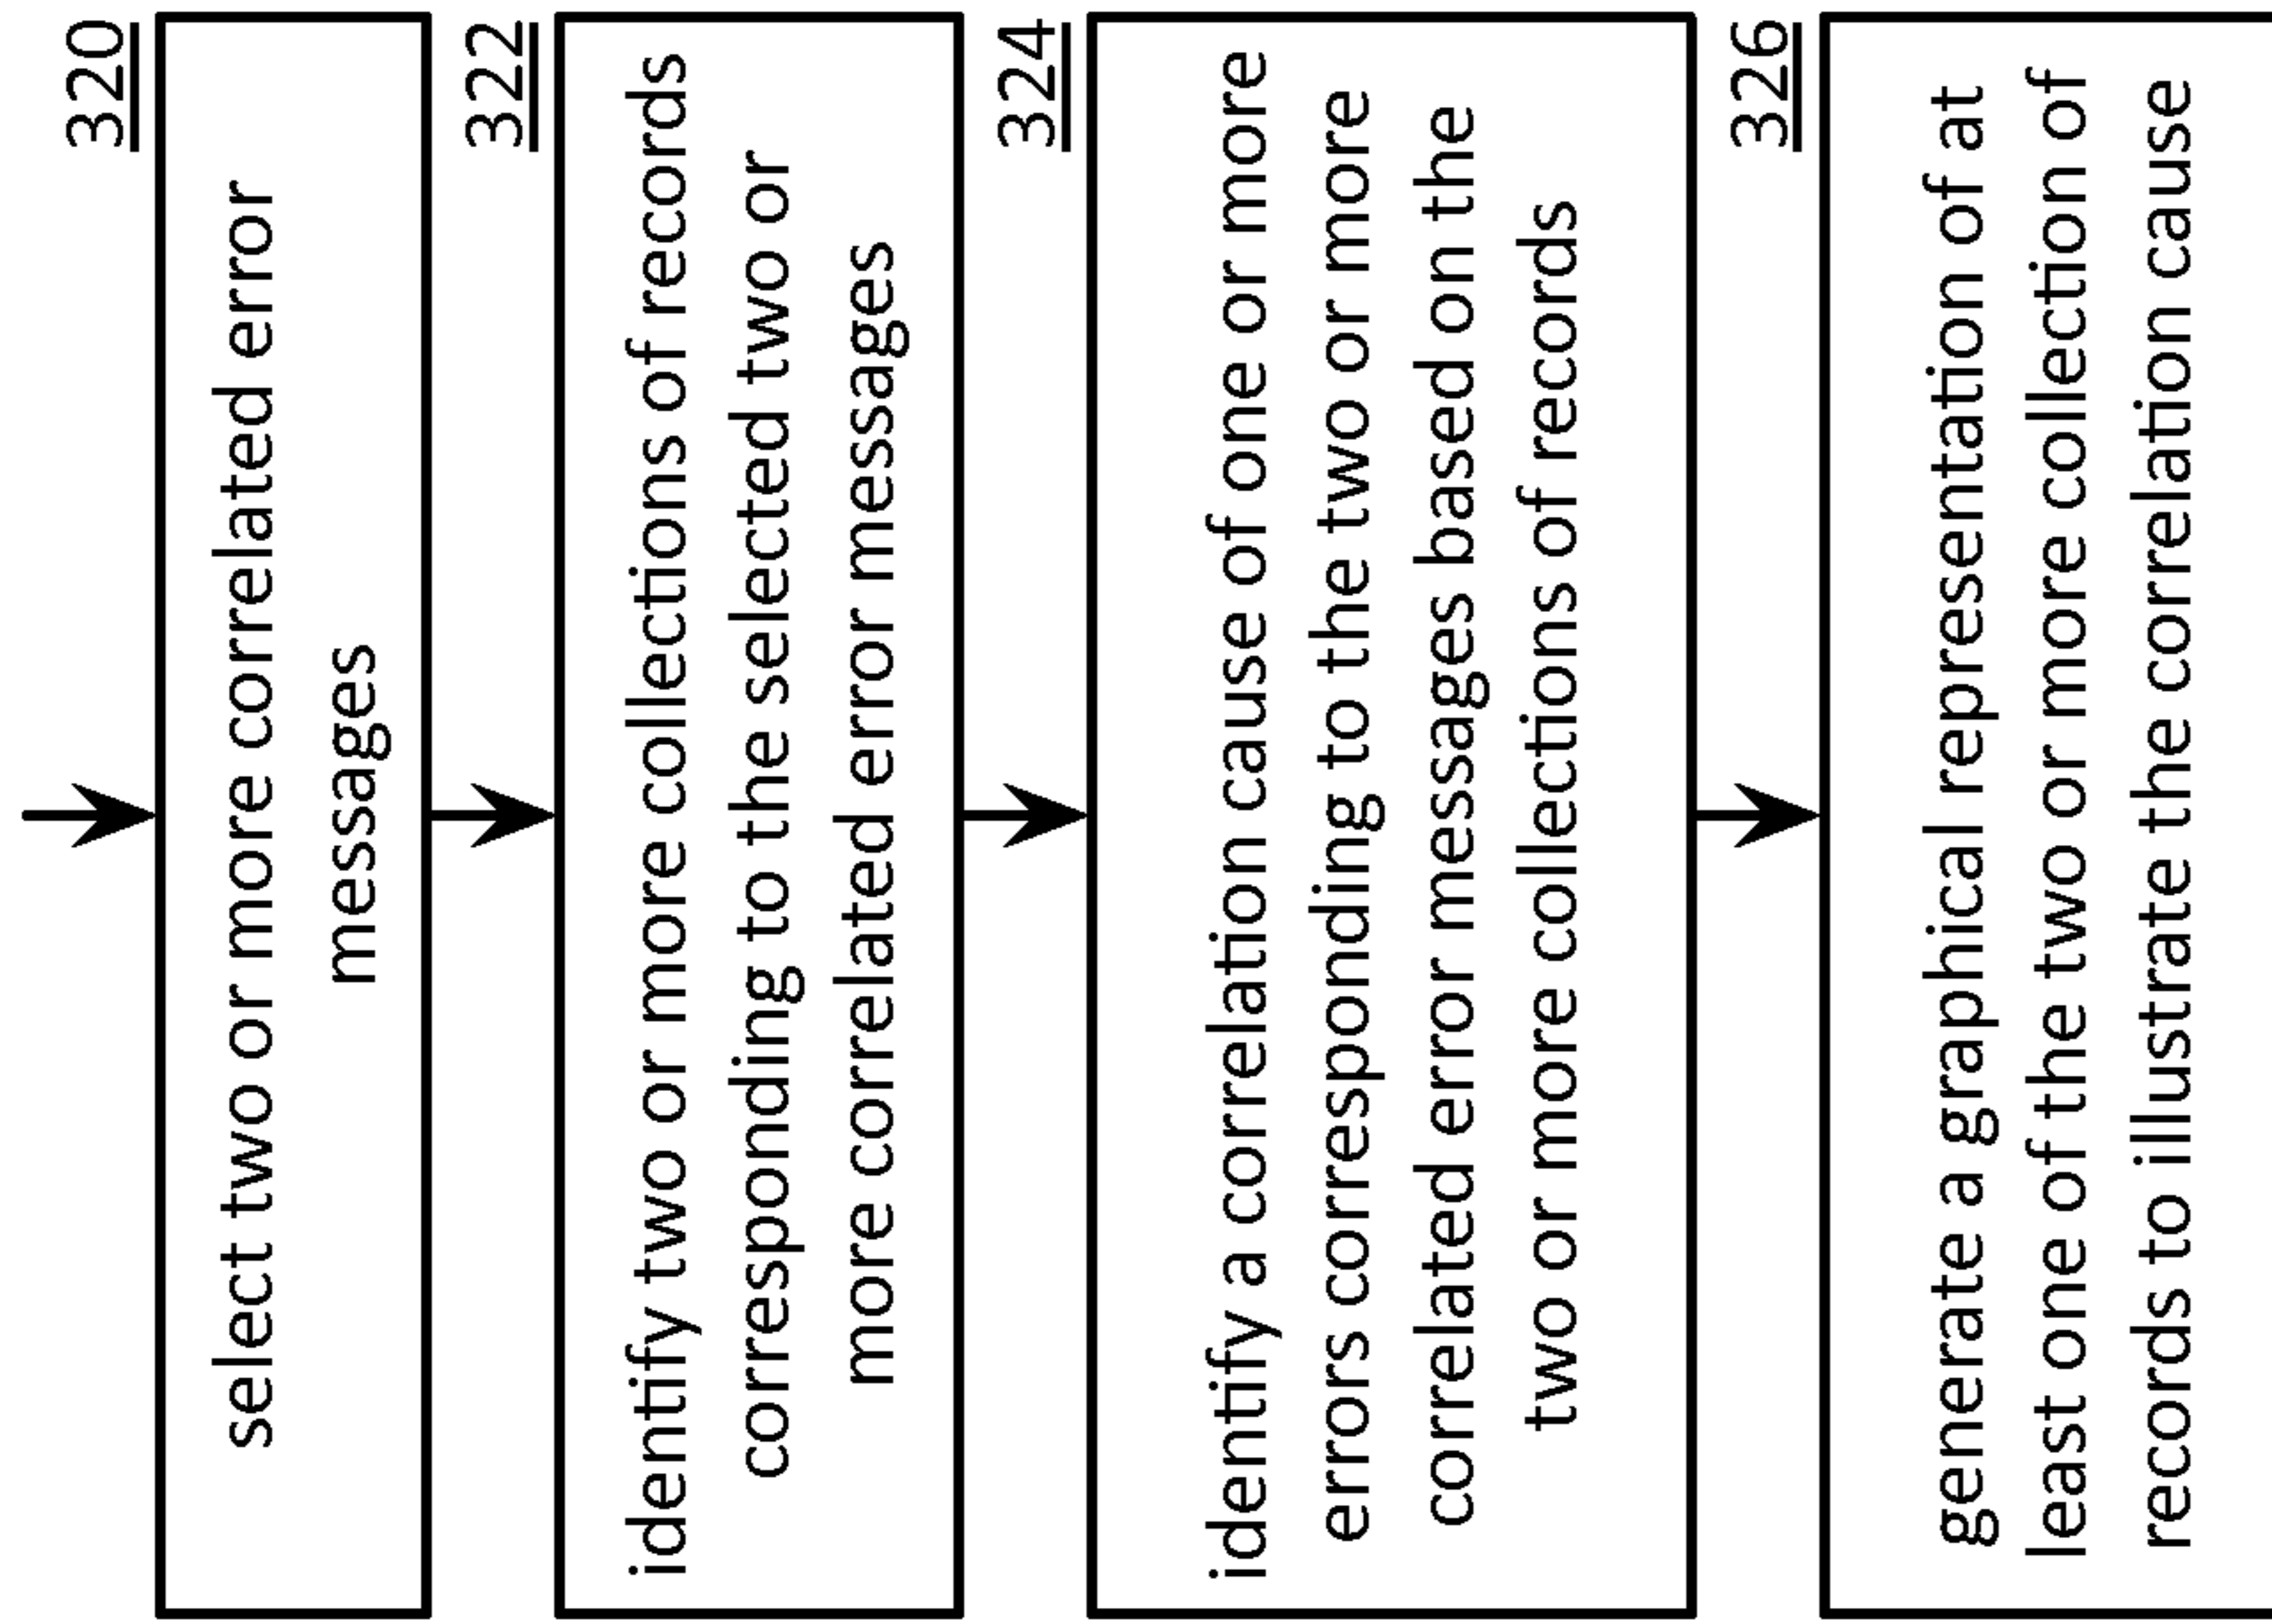 320
select two or more correlated error
messages
322
identify two or more collections of records
corresponding to the selected two or
more correlated error messages
324
identify a correlation cause of one or more
errors corresponding to the two or more
correlated error messages based on the
two or more collections of records
326
generate a graphical representation of at
least one of the two or more collection of
records to illustrate the correlation cause